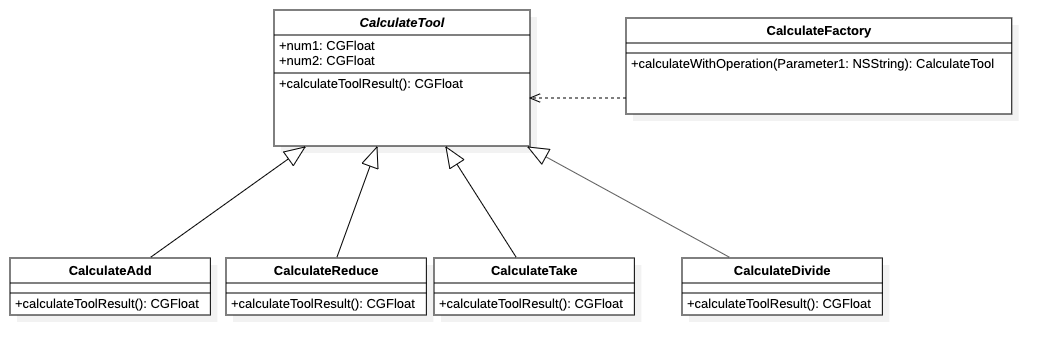 CalculateTool
+num1: CGFloat
+num2: CGFloat
+calculateToolResult(): CGFloat
CalculateFactory
+calculateWithOperation(Parameter1: NSString): CalculateTool
CalculateAdd
+calculateToolResult(): CGFloat
CalculateReduce
+calculateToolResult(): CGFloat
CalculateTake
+calculateToolResult(): CGFloat
CalculateDivide
+calculateToolResult(): CGFloat